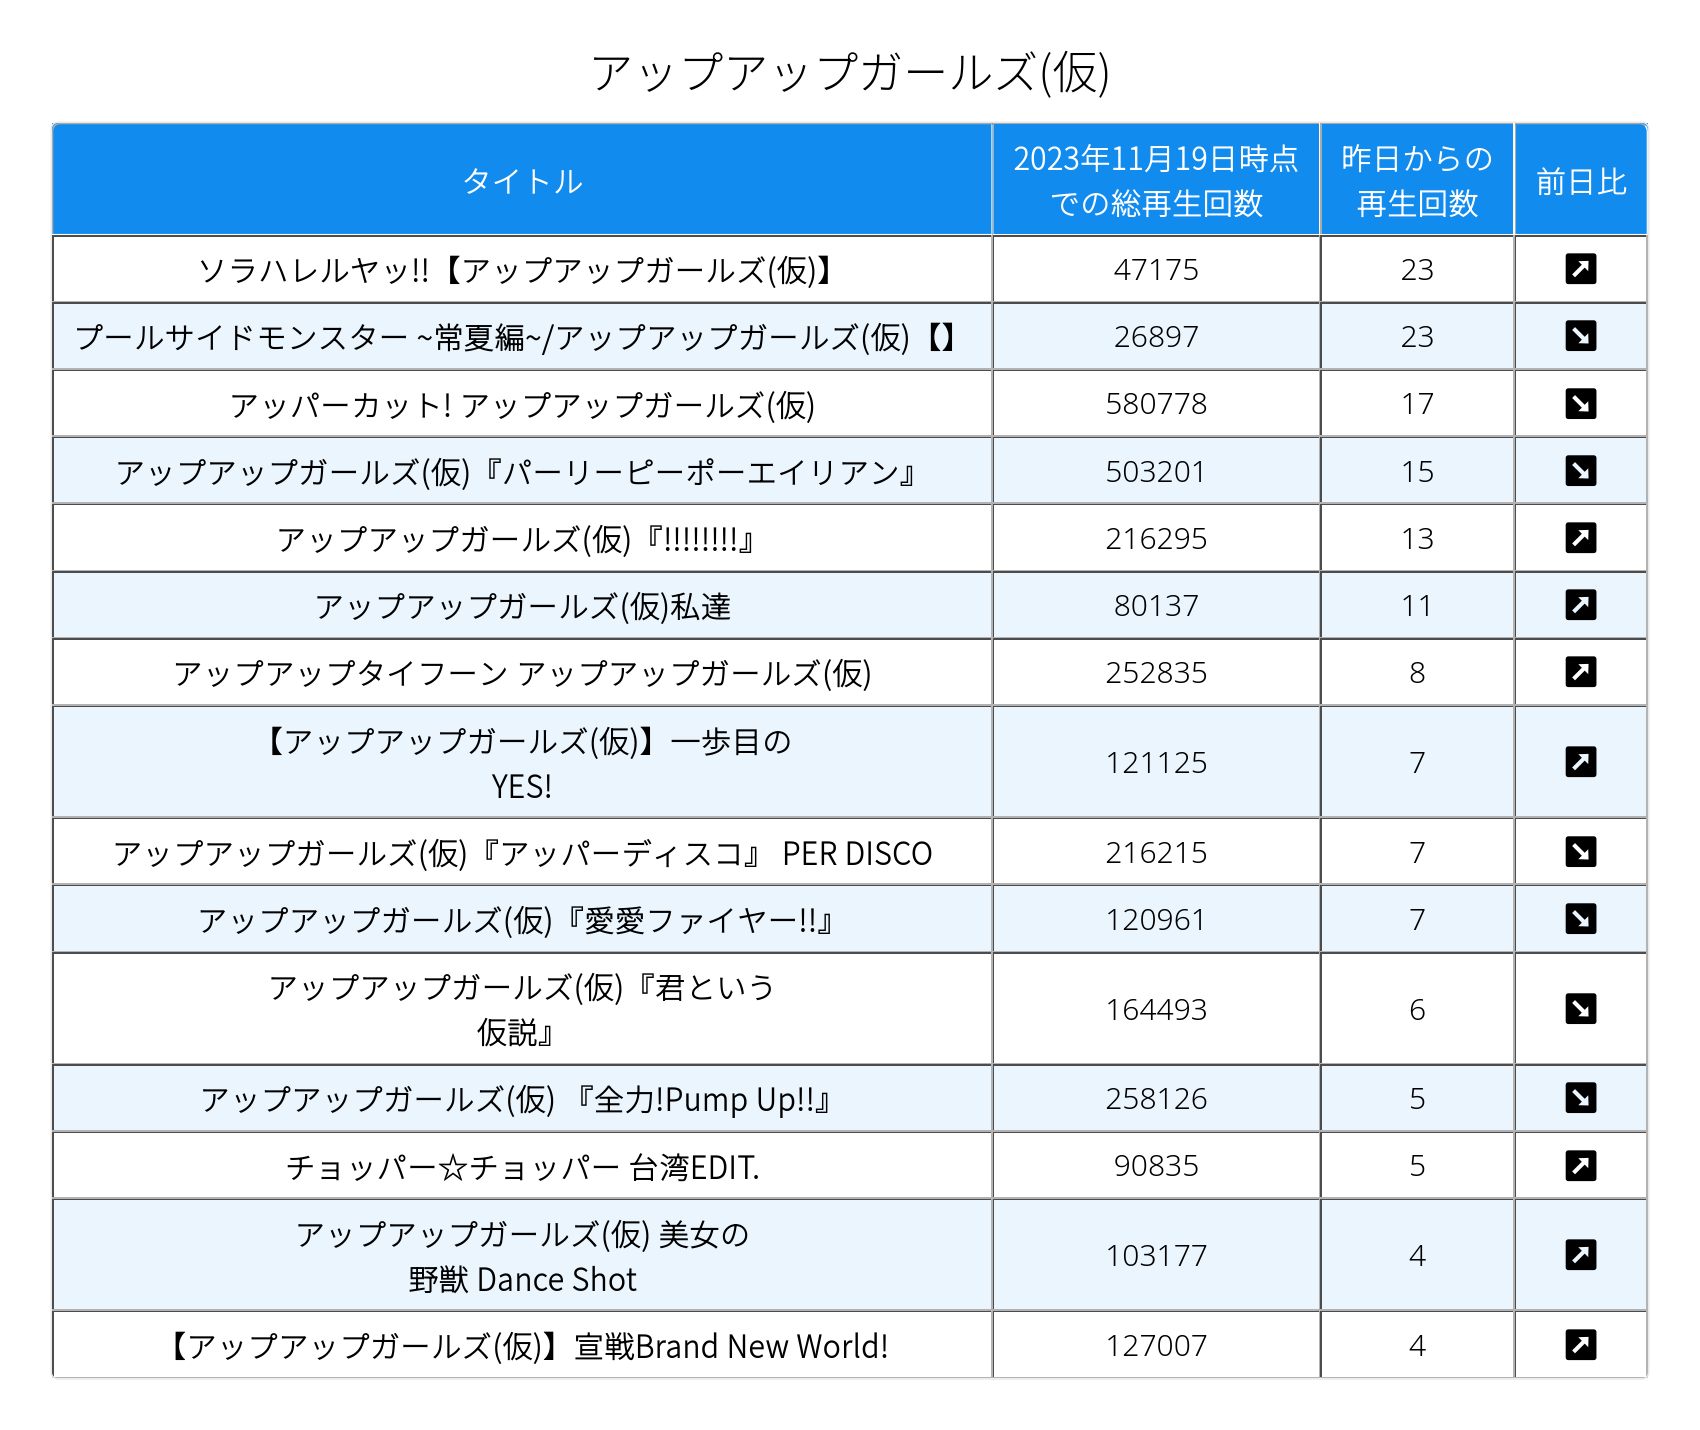 アップアップガールズ(仮)
タイトル
2023年11月19日時点
での総再生回数
昨日からの
再生回数
前日比
ソラハレルヤッ!!【アップアップガールズ(仮)】 47175 23
プールサイドモンスター ~常夏編~/アップアップガールズ(仮)【】 26897 23
アッパーカット! アップアップガールズ(仮) 580778 17
アップアップガールズ(仮)『パーリーピーポーエイリアン』 503201 15
アップアップガールズ(仮)『!!!!!!!!』 216295 13
アップアップガールズ(仮)私達 80137 11
アップアップタイフーン アップアップガールズ(仮) 252835 8
【アップアップガールズ(仮)】一歩目の
YES!
121125 7
アップアップガールズ(仮)『アッパーディスコ』 PER DISCO 216215 7
アップアップガールズ(仮)『愛愛ファイヤー!!』 120961 7
アップアップガールズ(仮)『君という
仮説』
164493 6
アップアップガールズ(仮) 『全力!Pump Up!!』 258126 5
チョッパー☆チョッパー 台湾EDIT. 90835 5
アップアップガールズ(仮) 美女の
野獣 Dance Shot
103177 4
【アップアップガールズ(仮)】宣戦Brand New World! 127007 4